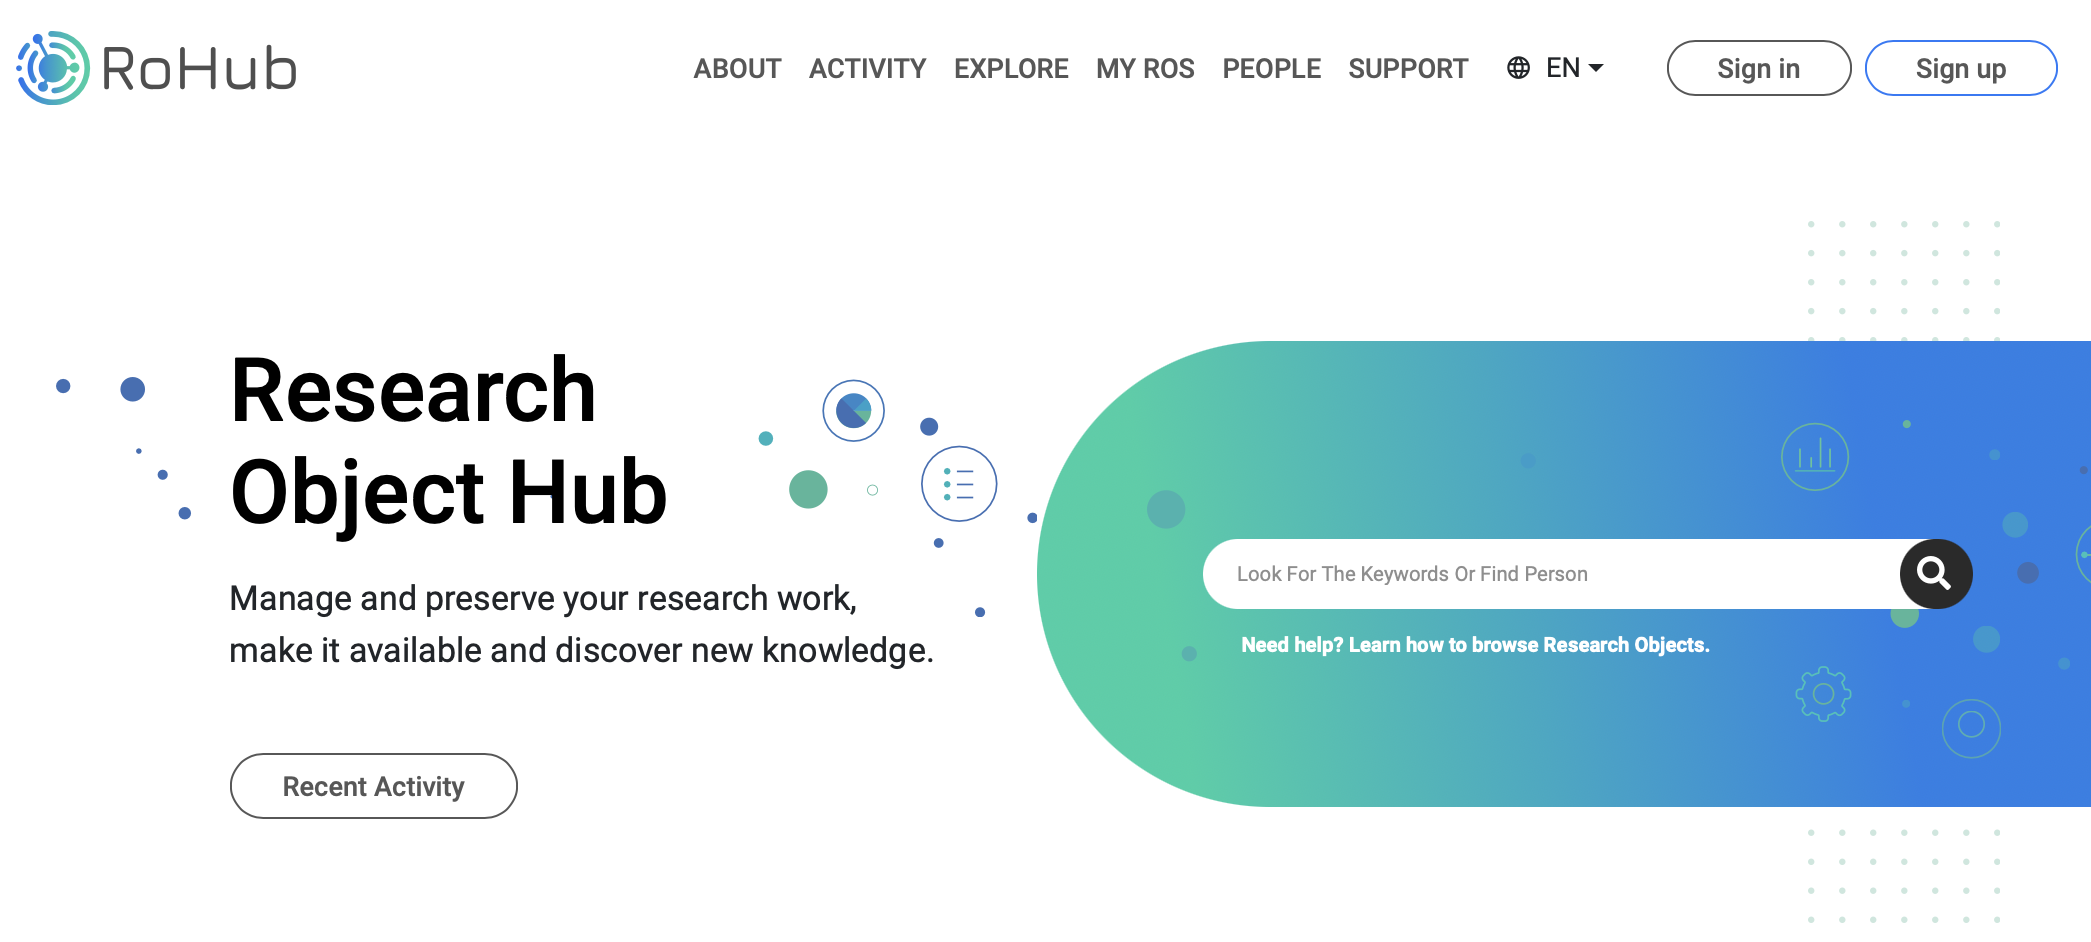 RoHub
ABOUT ACTIVITY EXPLORE MY ROS PEOPLE SUPPORT EN Sign in Sign up
Research
Object Hub
Manage and preserve your research work,
make it available and discover new knowledge.
Recent Activity
Look For The Keywords Or Find Person
Need help? Learn how to browse Research Objects.